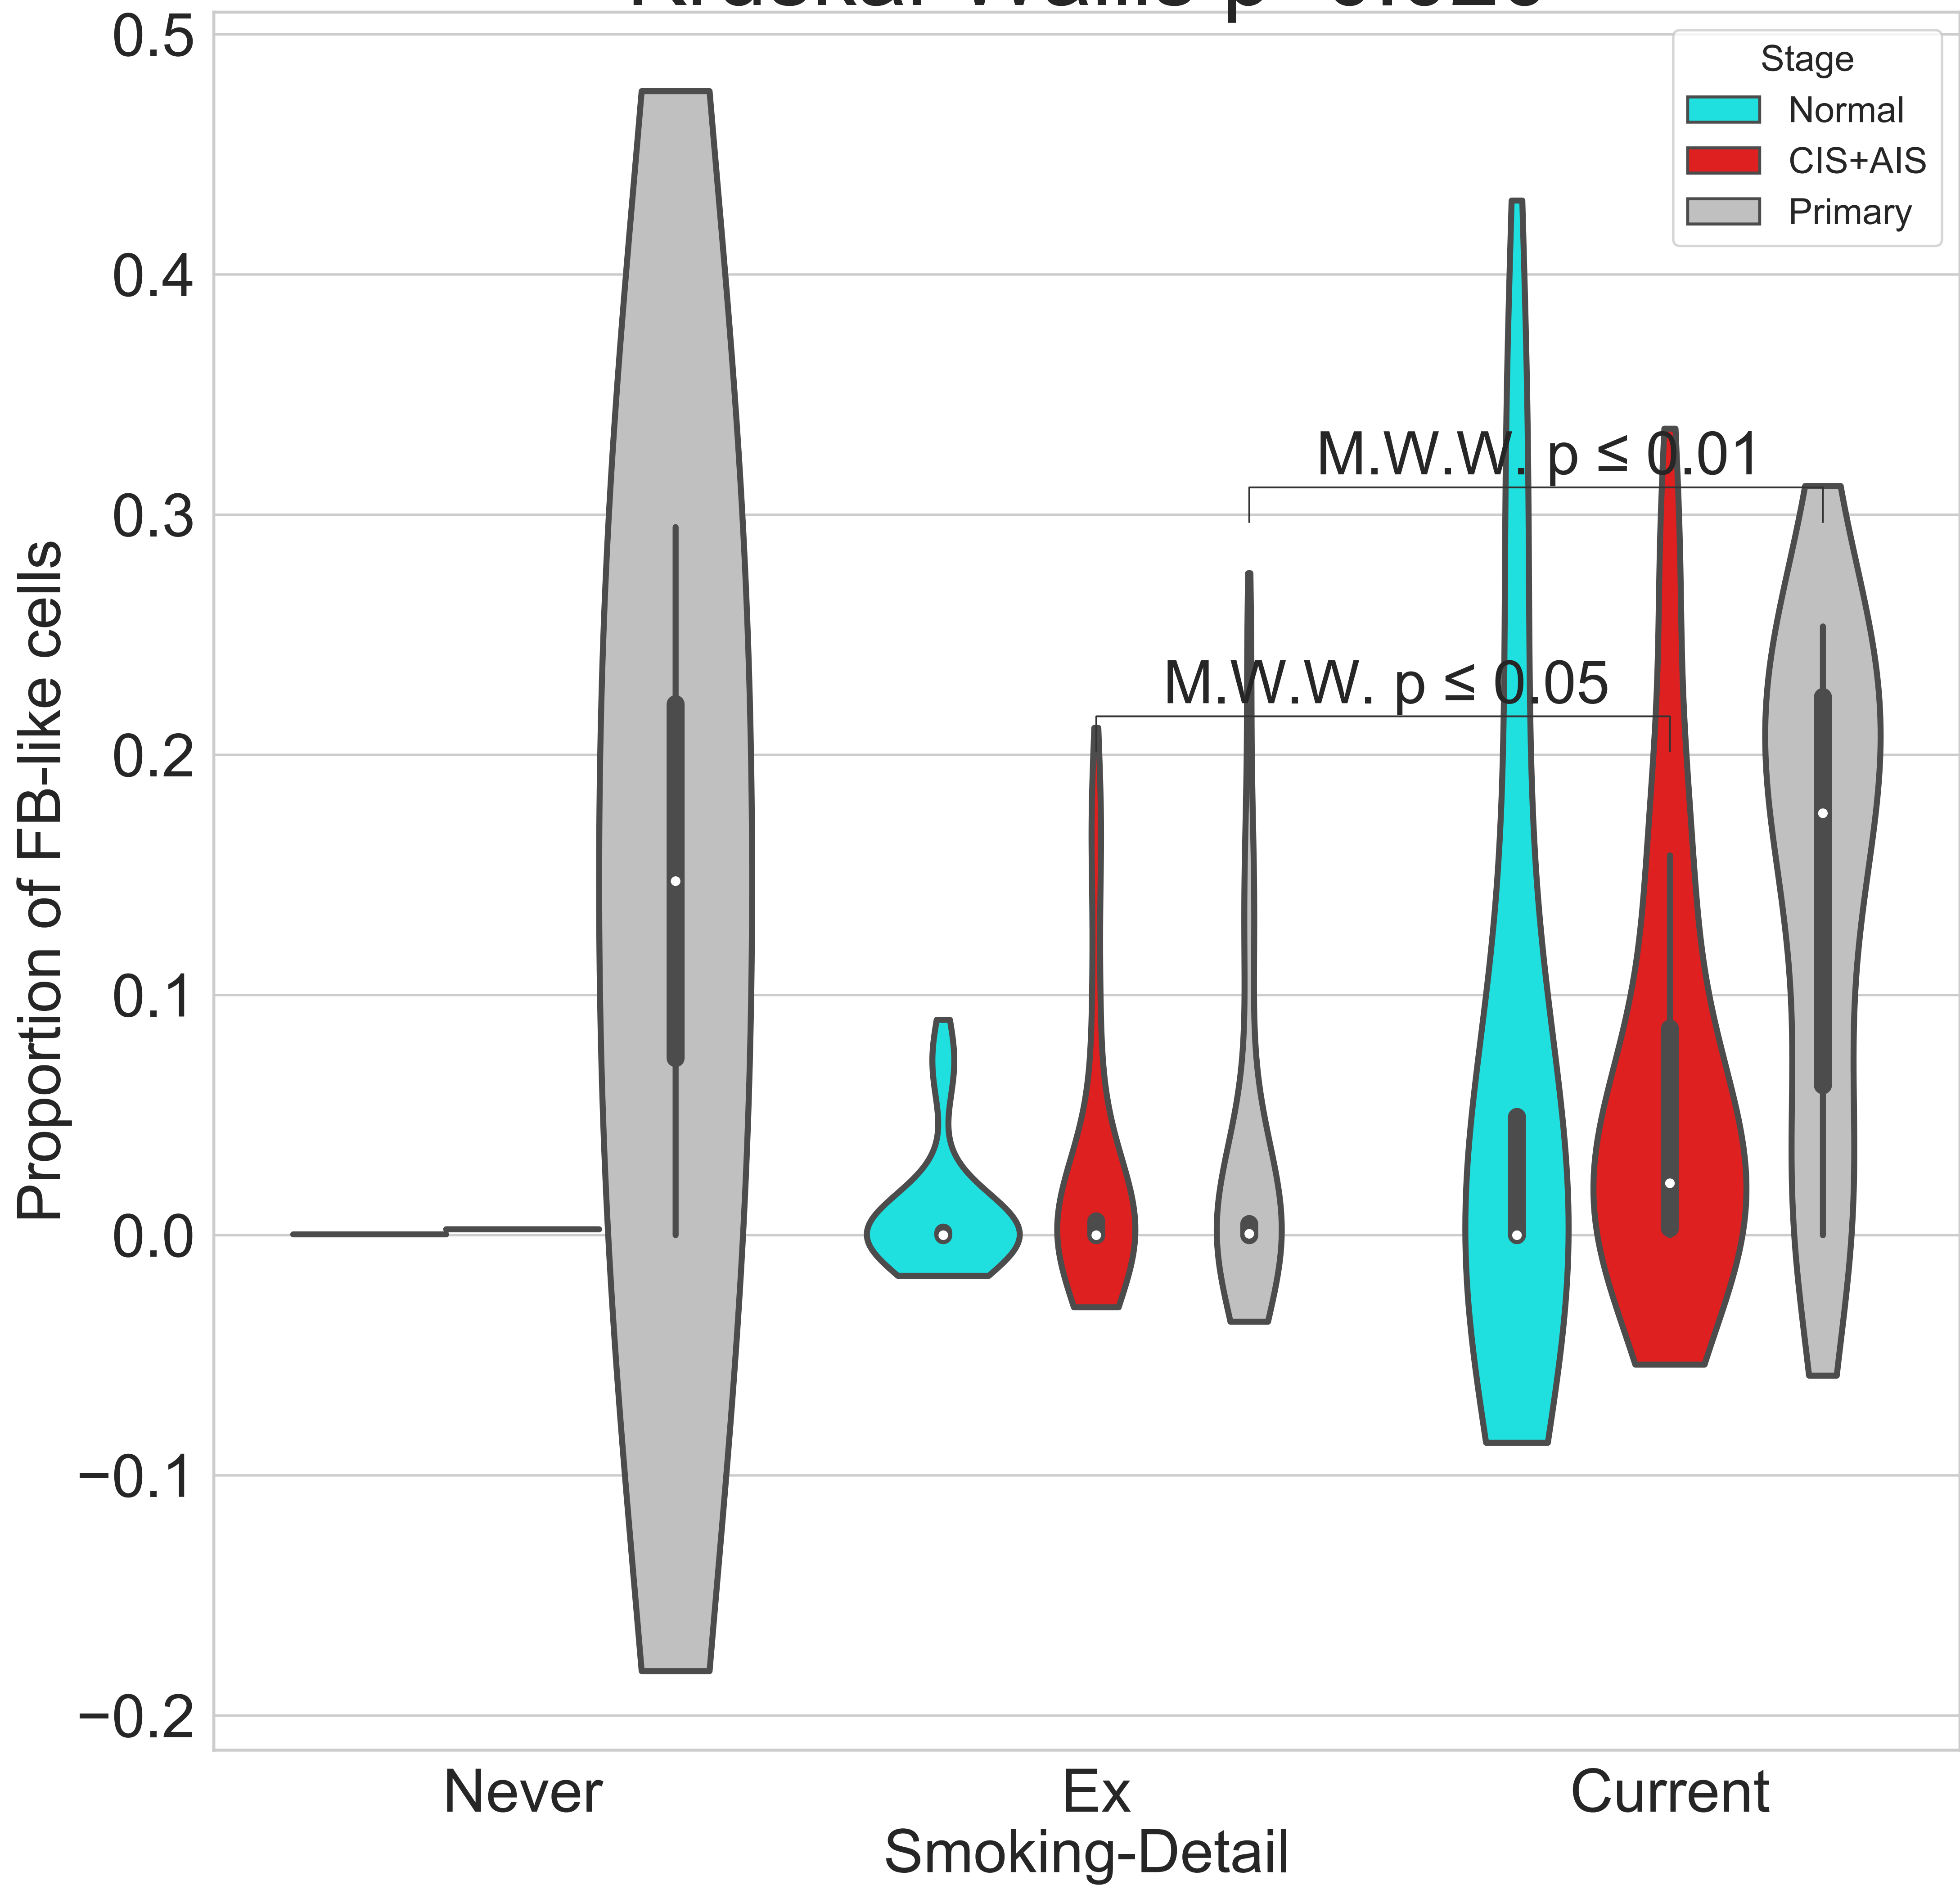 0.5
0.4
0.3
0.2
0.1
0.0
−0.1
−0.2
Proportion of FB-like cells
Stage
Normal
CIS+AIS
Primary
M.W.W. p ≤ 0.01
M.W.W. p ≤ 0.05
Never
Ex
Current
Smoking-Detail